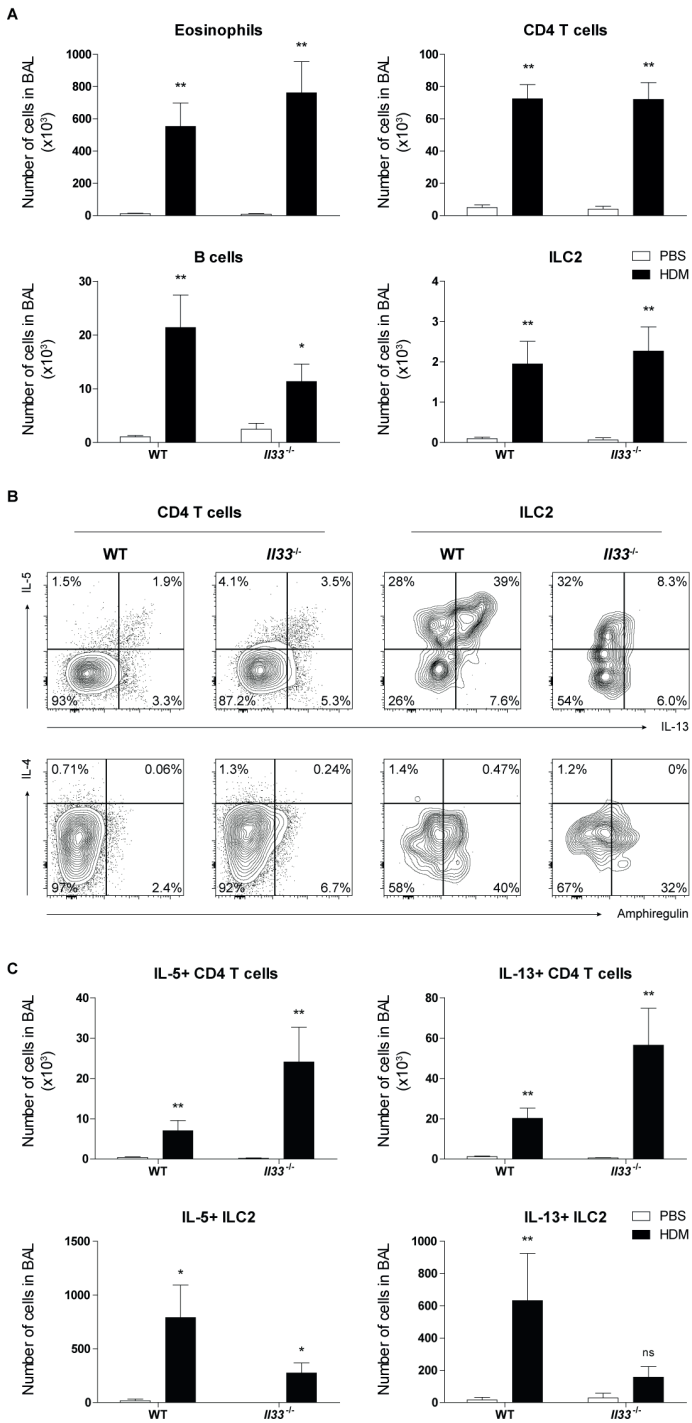 A
Eosinophils
CD4 T cells
Number of cells in BAL
(x10³)
1000
800
600
400
200
0
**
**
Number of cells in BAL
(x10³)
100
80
60
40
20
0
**
**
B cells
ILC2
PBS
HDM
Number of cells in BAL
(x10³)
30
20
10
0
**
*
WT
Il33-/-
Number of cells in BAL
(x10³)
4
3
2
1
0
**
**
WT
Il33-/-
B
CD4 T cells
ILC2
WT
Il33-/-
WT
Il33-/-
IL-5
1.5% 1.9%
93% 3.3%
4.1% 3.5%
87.2% 5.3%
28% 39%
26% 7.6%
32% 8.3%
54% 6.0%
IL-13
IL-4
0.71% 0.06%
97% 2.4%
1.3% 0.24%
92% 6.7%
1.4% 0.47%
58% 40%
1.2% 0%
67% 32%
Amphiregulin
C
IL-5+ CD4 T cells
IL-13+ CD4 T cells
Number of cells in BAL
(x10³)
40
30
20
10
0
**
**
WT
Il33-/-
Number of cells in BAL
(x10³)
80
60
40
20
0
**
**
WT
Il33-/-
IL-5+ ILC2
IL-13+ ILC2
PBS
HDM
Number of cells in BAL
1500
1000
500
0
*
*
WT
Il33-/-
Number of cells in BAL
1000
800
600
400
200
0
**
ns
WT
Il33-/-